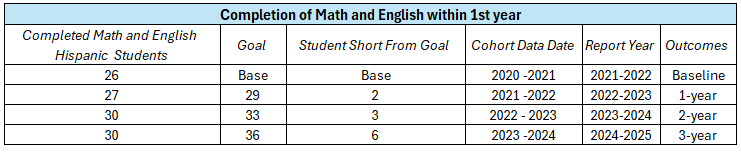 Completion of Math and English within 1st year
Completed Math and English Hispanic Students Goal Student Short From Goal Cohort Data Date Report Year Outcomes
26 Base Base 2020 -2021 2021-2022 Baseline
27 29 2 2021 -2022 2022-2023 1-year
30 33 3 2022 - 2023 2023-2024 2-year
30 36 6 2023 -2024 2024-2025 3-year